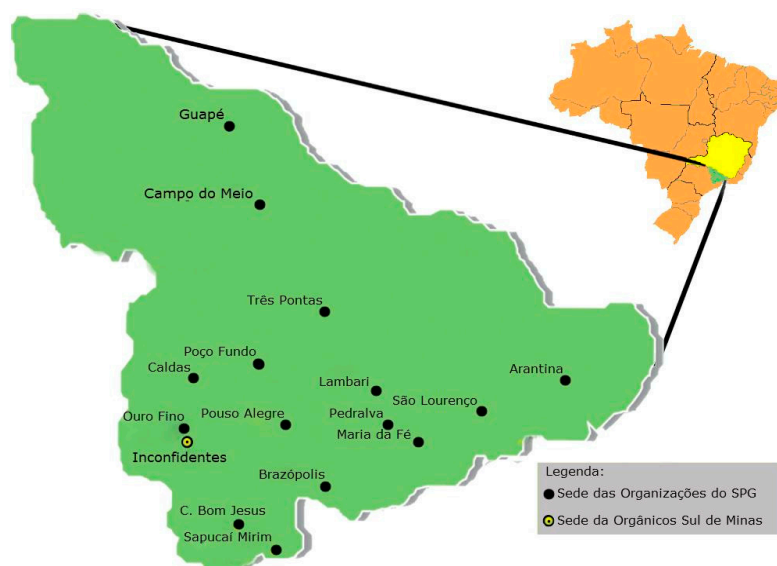 Guapé
Campo do Meio
Três Pontas
Poço Fundo
Caldas
Lambari
Arantina
São Lourenço
Ouro Fino
Pouso Alegre
Pedralva
Maria da Fé
Inconfidentes
Brazópolis
C. Bom Jesus
Sapucaí Mirim
Legenda:
Sede das Organizações do SPG
Sede da Orgânicos Sul de Minas